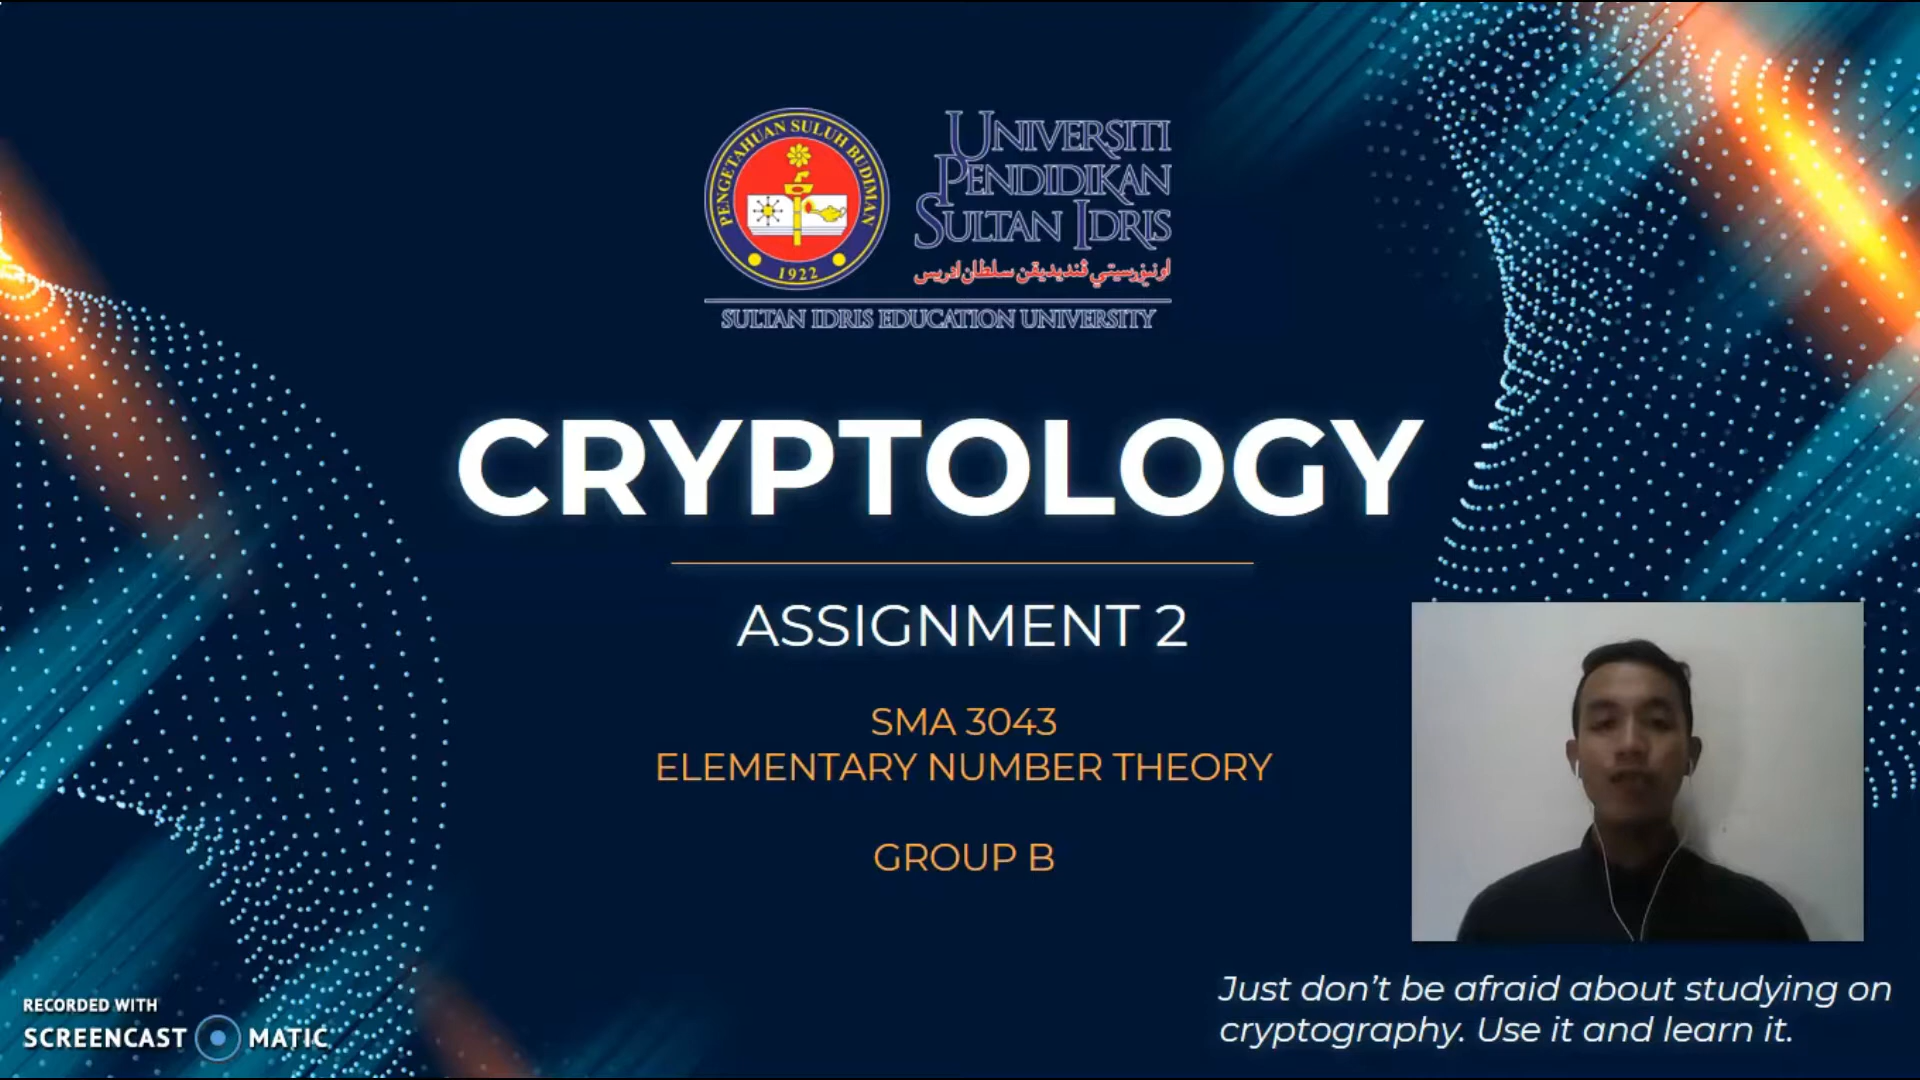 PENGETAHUAN SULUH BUDIMAN
1922
UNIVERSITI
PENDIDIKAN
SULTAN IDRIS
اونيۏرسيتي ڤنديديقن سلطان ادريس
SULTAN IDRIS EDUCATION UNIVERSITY
CRYPTOLOGY
ASSIGNMENT 2
SMA 3043
ELEMENTARY NUMBER THEORY
GROUP B
Just don't be afraid about studying on
cryptography. Use it and learn it.
RECORDED WITH
SCREENCAST MATIC